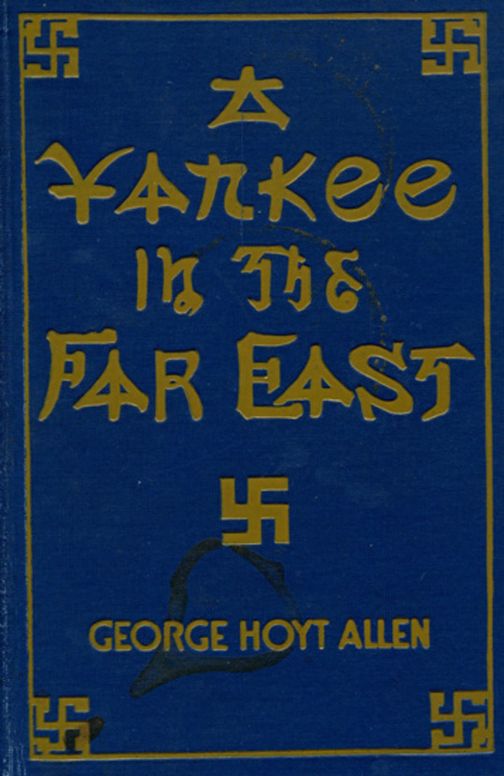 A
YANKEE
IN THE
FAR EAST
GEORGE HOYT ALLEN